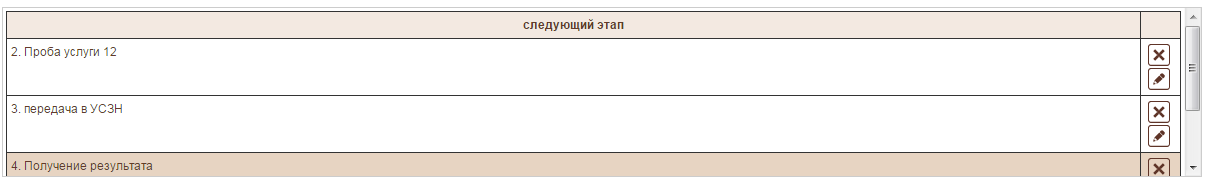 следующий этап
2. Проба услуги 12
3. передача в УСЗН
4. Получение результата